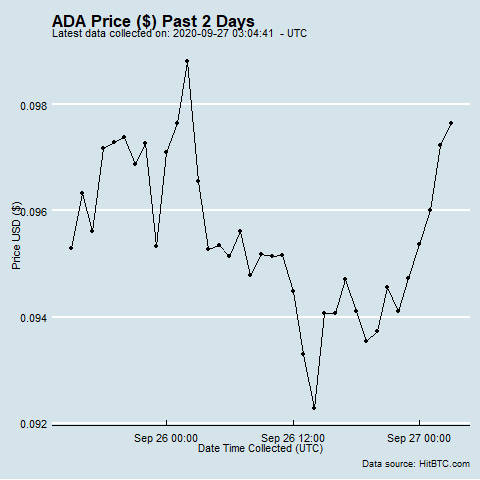 ADA Price ($) Past 2 Days
Latest data collected on: 2020-09-27 03:04:41 - UTC
0.098
0.096
0.094
0.092
Price USD ($)
Sep 26 00:00
Sep 26 12:00
Sep 27 00:00
Date Time Collected (UTC)
Data source: HitBTC.com